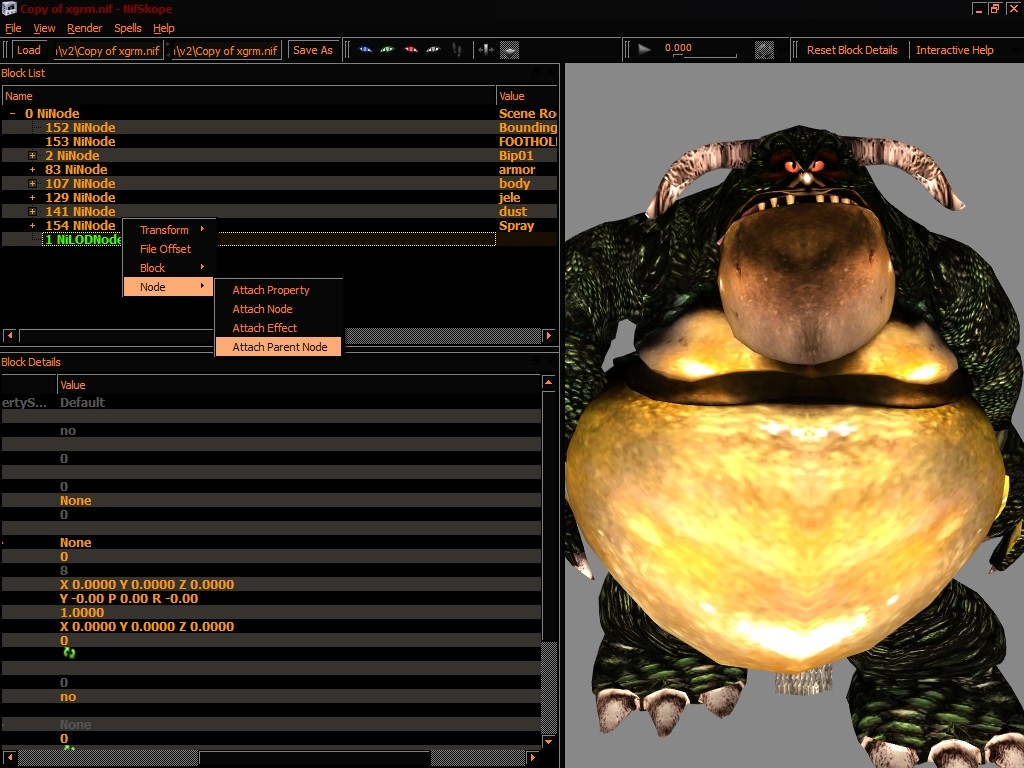 Copy of xgrm.nif - NifSkope
File View Render Spells Help
Load \v2\Copy of xgrm.nif \v2\Copy of xgrm.nif Save As 0.000 Reset Block Details Interactive Help
Block List
Name Value
0 NiNode Scene Ro
152 NiNode Bounding
153 NiNode FOOTHOL
2 NiNode Bip01
83 NiNode armor
107 NiNode body
129 NiNode jele
141 NiNode dust
154 NiNode Spray
1 NiLODNode
Transform
File Offset
Block
Node
Attach Property
Attach Node
Attach Effect
Attach Parent Node
Block Details
Value
ertyS... Default
no
0
0
None
0
None
0
8
X 0.0000 Y 0.0000 Z 0.0000
Y -0.00 P 0.00 R -0.00
1.0000
X 0.0000 Y 0.0000 Z 0.0000
0
0
no
None
0